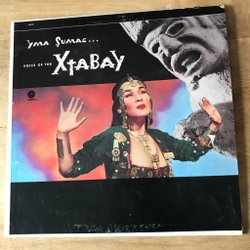 Yma Sumac...
VOICE OF THE
XTABAY